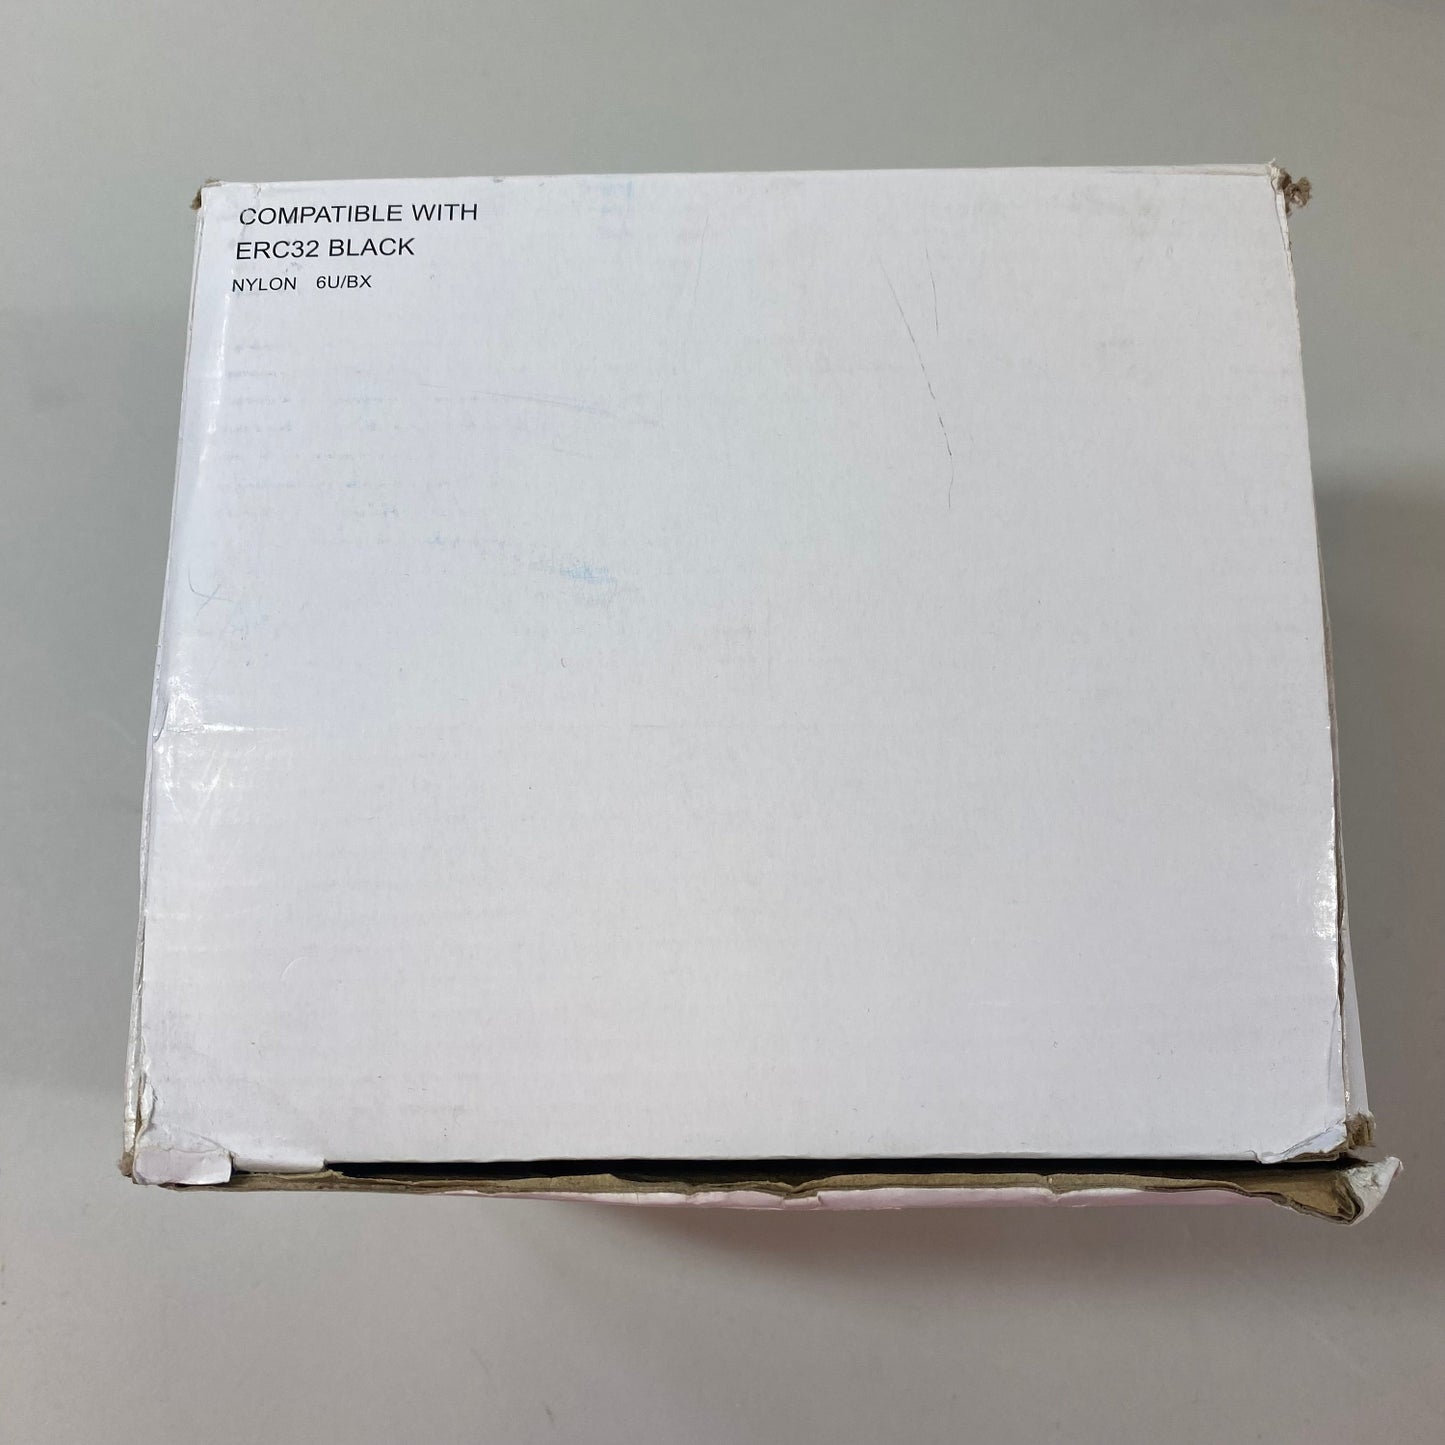 COMPATIBLE WITH
ERC32 BLACK
NYLON 6U/BX